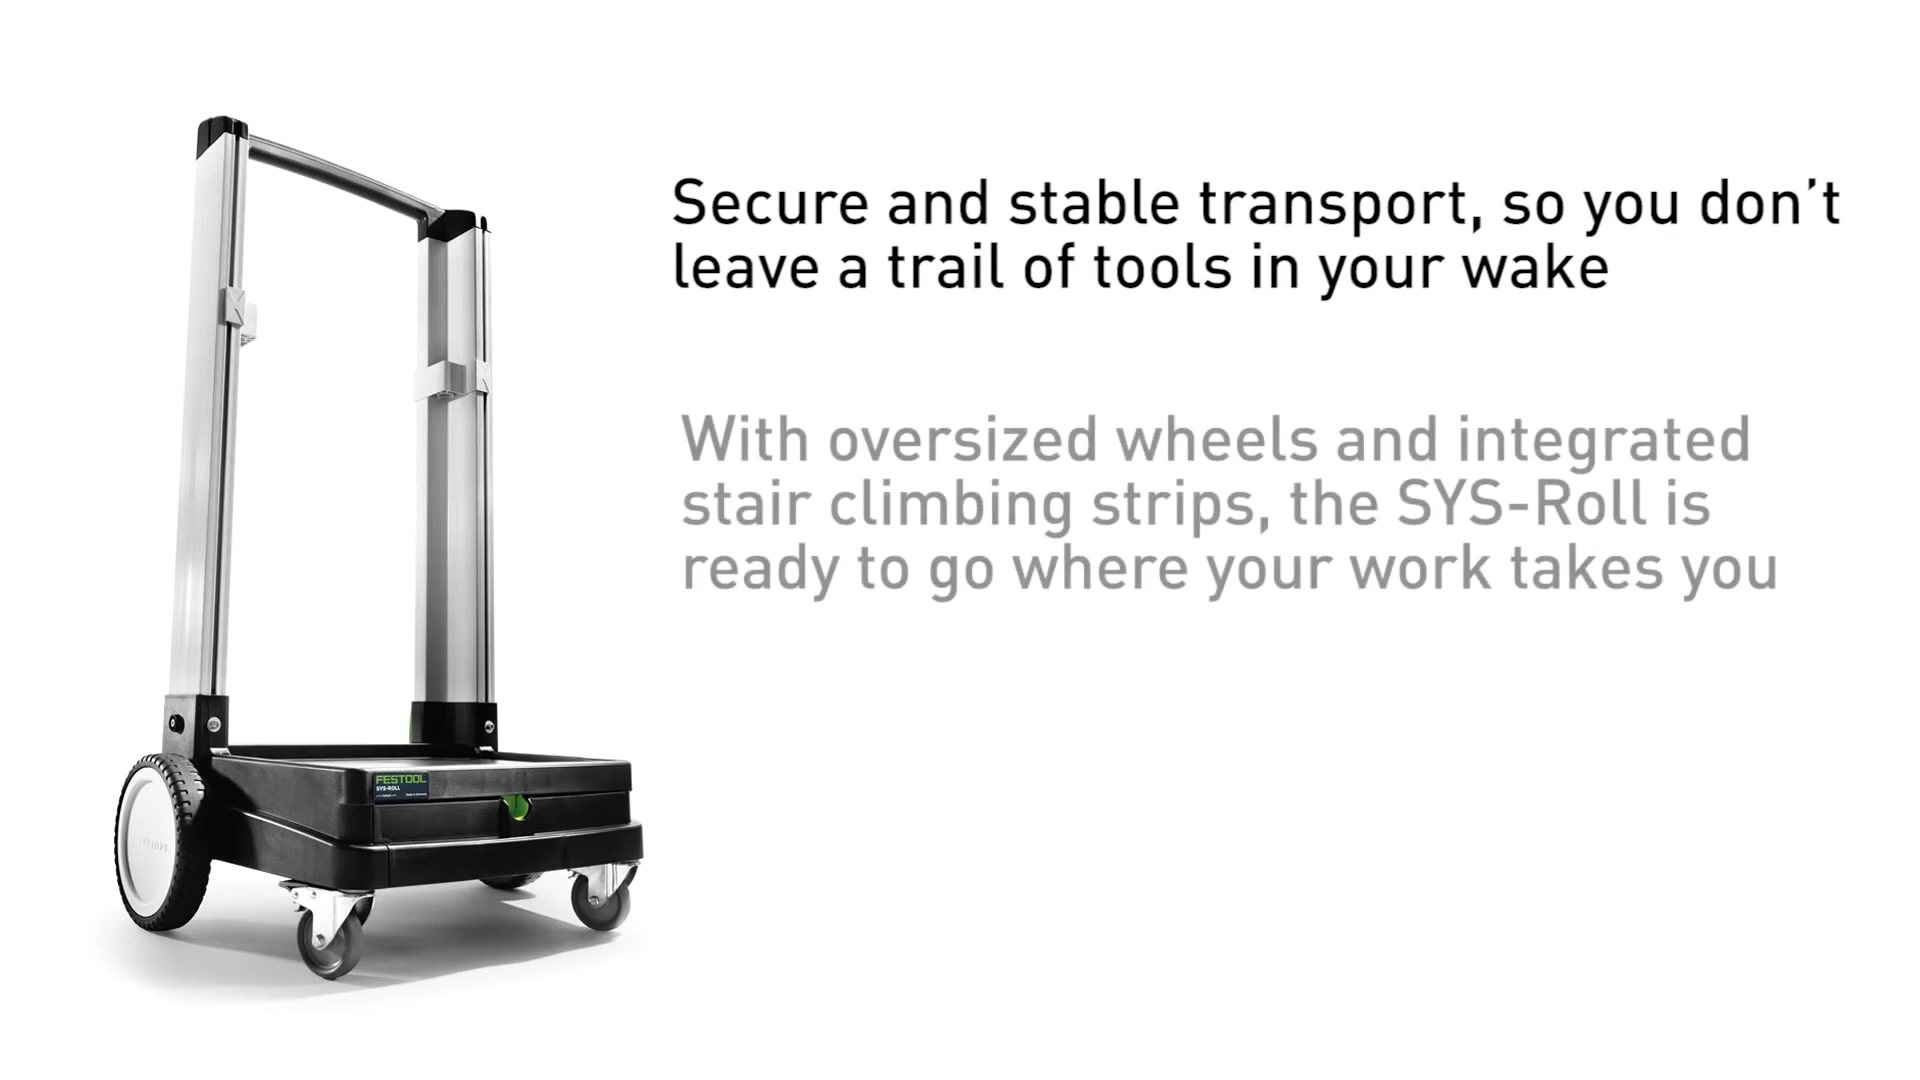 Secure and stable transport, so you don't
leave a trail of tools in your wake
With oversized wheels and integrated
stair climbing strips, the SYS-Roll is
ready to go where your work takes you
FESTOOL
SYS-ROLL